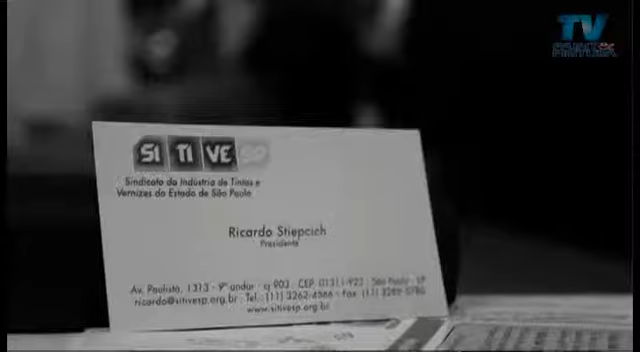 TV
SI TI VE SP
Sindicato da Indústria de Tintas e
Vernizes do Estado de São Paulo
Ricardo Stiepcich
Presidente
Av. Paulista, 1313 - 9º andar - cj 903 - CEP 01311-923 - São Paulo - SP
ricardo@sitivesp.org.br - Tel. (11) 3262-4566 - Fax (11)
www.sitivesp.org.br